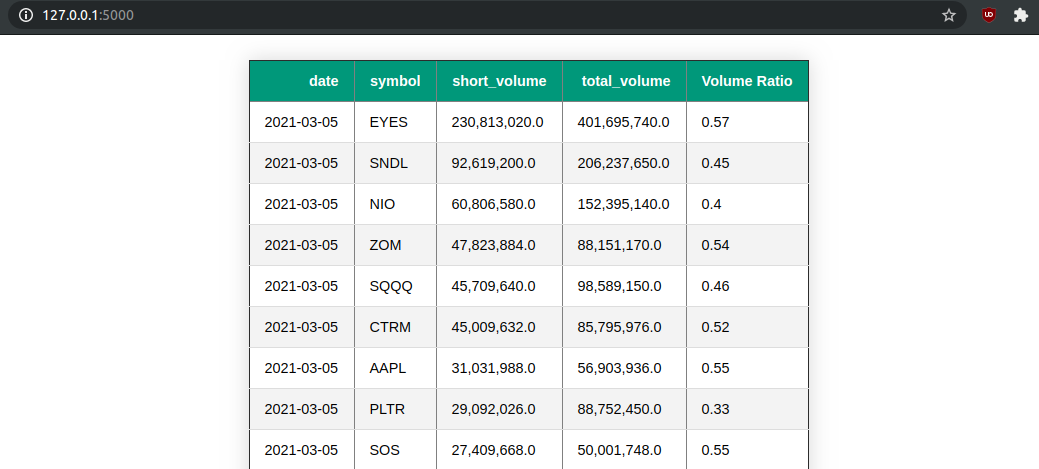 127.0.0.1:5000
date symbol short_volume total_volume Volume Ratio
2021-03-05 EYES 230,813,020.0 401,695,740.0 0.57
2021-03-05 SNDL 92,619,200.0 206,237,650.0 0.45
2021-03-05 NIO 60,806,580.0 152,395,140.0 0.4
2021-03-05 ZOM 47,823,884.0 88,151,170.0 0.54
2021-03-05 SQQQ 45,709,640.0 98,589,150.0 0.46
2021-03-05 CTRM 45,009,632.0 85,795,976.0 0.52
2021-03-05 AAPL 31,031,988.0 56,903,936.0 0.55
2021-03-05 PLTR 29,092,026.0 88,752,450.0 0.33
2021-03-05 SOS 27,409,668.0 50,001,748.0 0.55